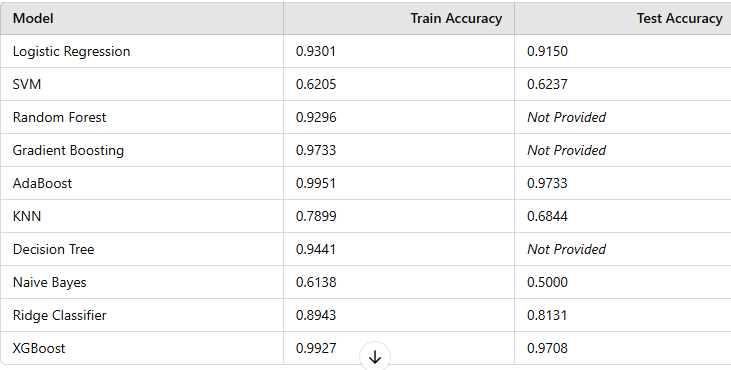 Model Train Accuracy Test Accuracy
Logistic Regression 0.9301 0.9150
SVM 0.6205 0.6237
Random Forest 0.9296 Not Provided
Gradient Boosting 0.9733 Not Provided
AdaBoost 0.9951 0.9733
KNN 0.7899 0.6844
Decision Tree 0.9441 Not Provided
Naive Bayes 0.6138 0.5000
Ridge Classifier 0.8943 0.8131
XGBoost 0.9927 0.9708